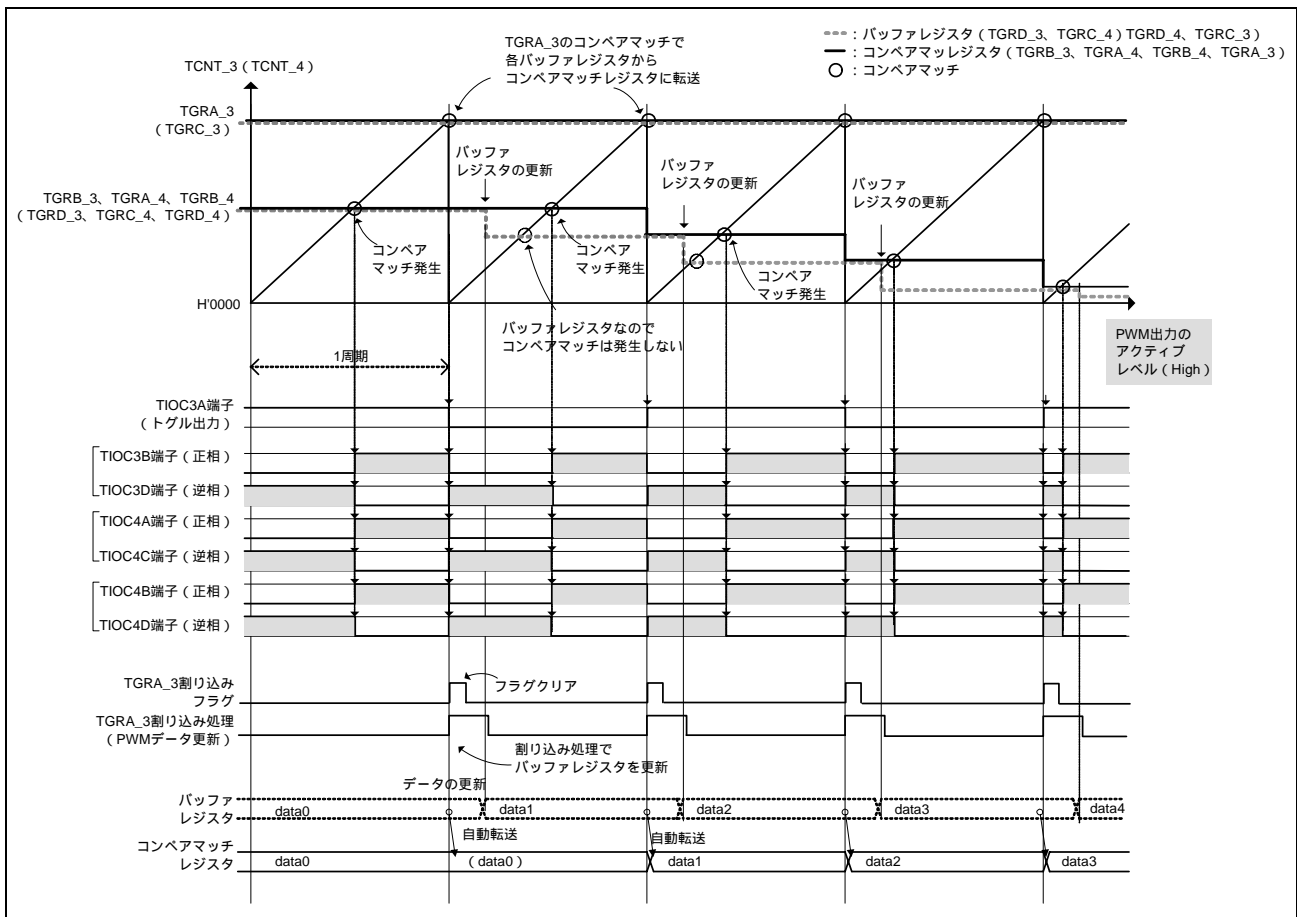 TGRA_3のコンペアマッチで
各バッファレジスタから
コンペアマッチレジスタに転送
：バッファレジスタ（TGRD_3、TGRC_4）TGRD_4、TGRC_3）
：コンペアマッレジスタ（TGRB_3、TGRA_4、TGRB_4、TGRA_3）
：コンペアマッチ
TCNT_3（TCNT_4）
TGRA_3
（TGRC_3）
バッファ
レジスタの更新
バッファ
レジスタの更新
バッファ
レジスタの更新
TGRB_3、TGRA_4、TGRB_4
（TGRD_3、TGRC_4、TGRD_4）
コンペア
マッチ発生
コンペア
マッチ発生
コンペア
マッチ発生
H'0000
バッファレジスタなので
コンペアマッチは発生しない
PWM出力の
アクティブ
レベル（High）
1周期
TIOC3A端子
（トグル出力）
TIOC3B端子（正相）
TIOC3D端子（逆相）
TIOC4A端子（正相）
TIOC4C端子（逆相）
TIOC4B端子（正相）
TIOC4D端子（逆相）
TGRA_3割り込み
フラグ
フラグクリア
TGRA_3割り込み処理
（PWMデータ更新）
割り込み処理で
バッファレジスタを更新
データの更新
バッファ
レジスタ
data0
data1
data2
data3
data4
自動転送
自動転送
コンペアマッチ
レジスタ
data0
（data0）
data1
data2
data3